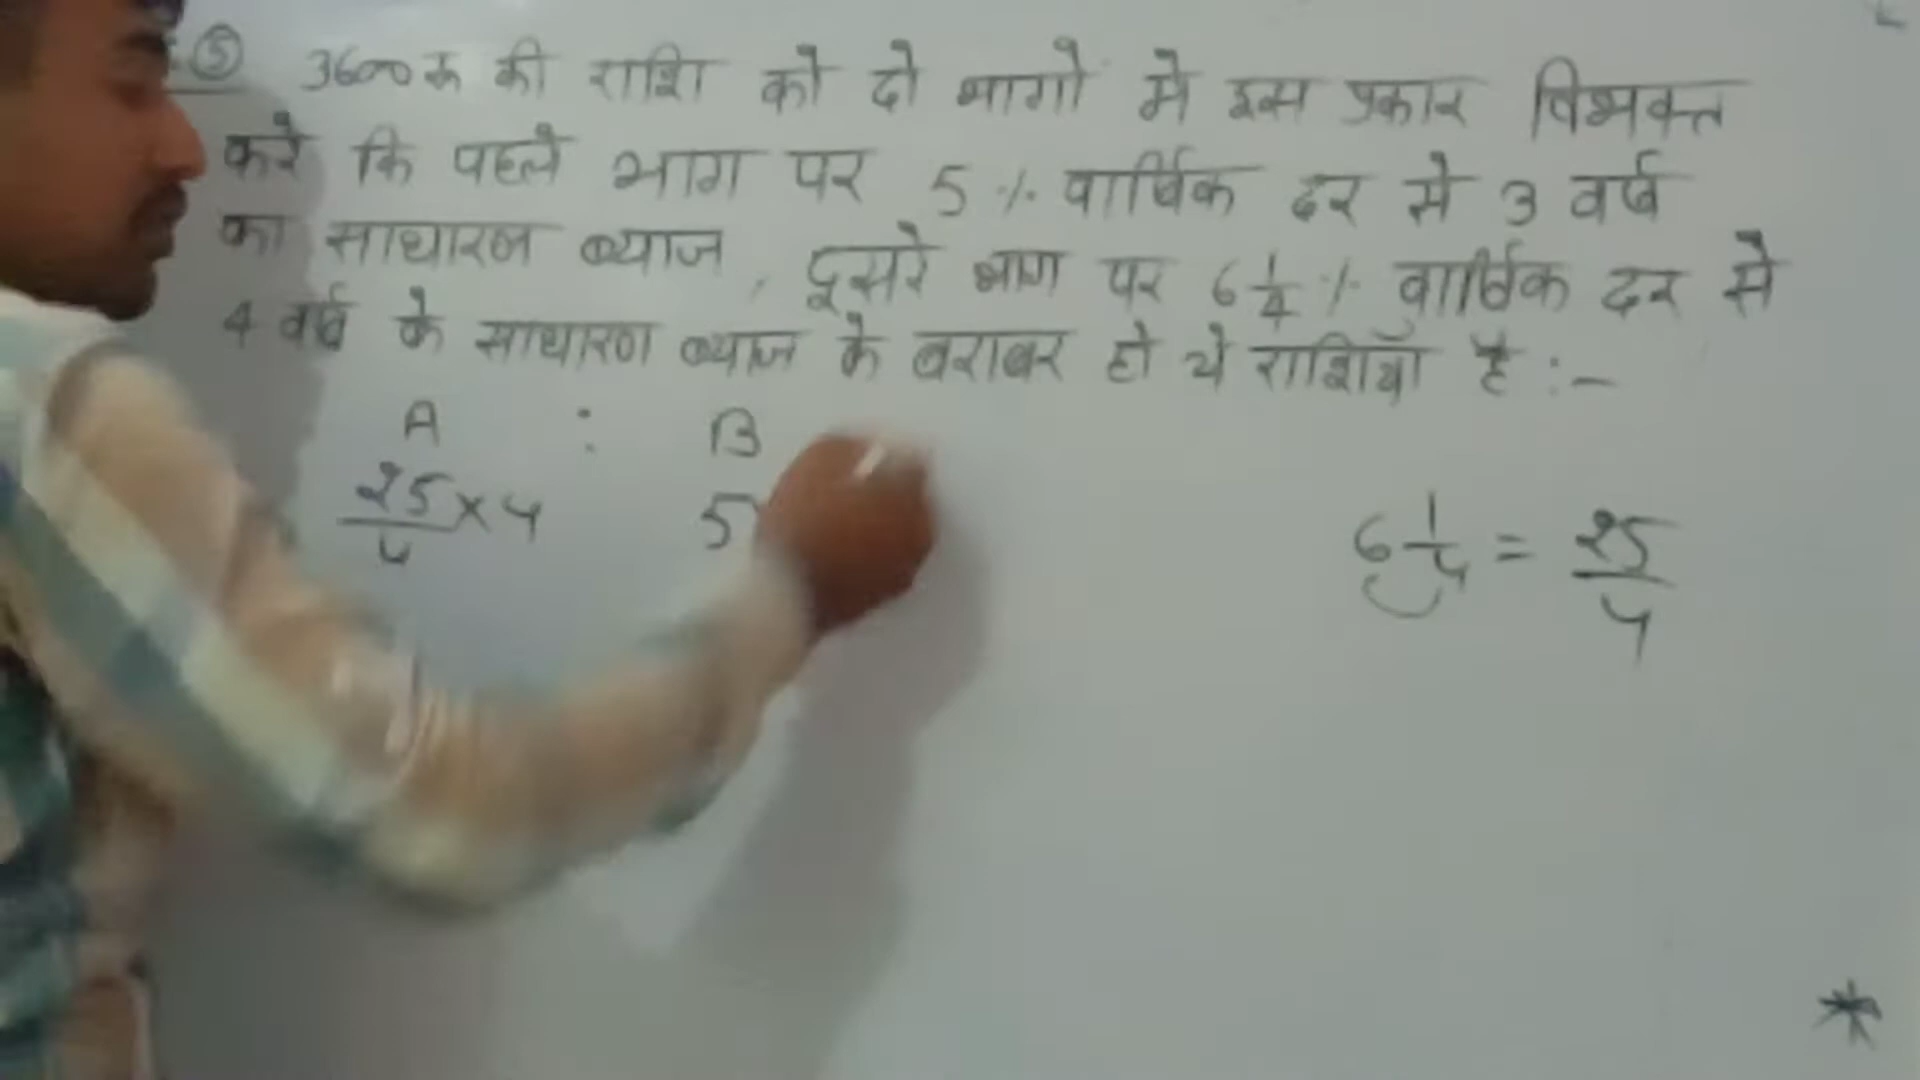 ⑤ 3600 रू की राशि को दो भागों में इस प्रकार विभक्त
करे कि पहले भाग पर 5 % वार्षिक दर से 3 वर्ष
का साधारण ब्याज, दूसरे भाग पर 6 1/4 % वार्षिक दर से
4 वर्ष के साधारण ब्याज के बराबर हो ये राशियाँ है :-
A : B
25/4 × 4 5
6 1/4 = 25/4
*